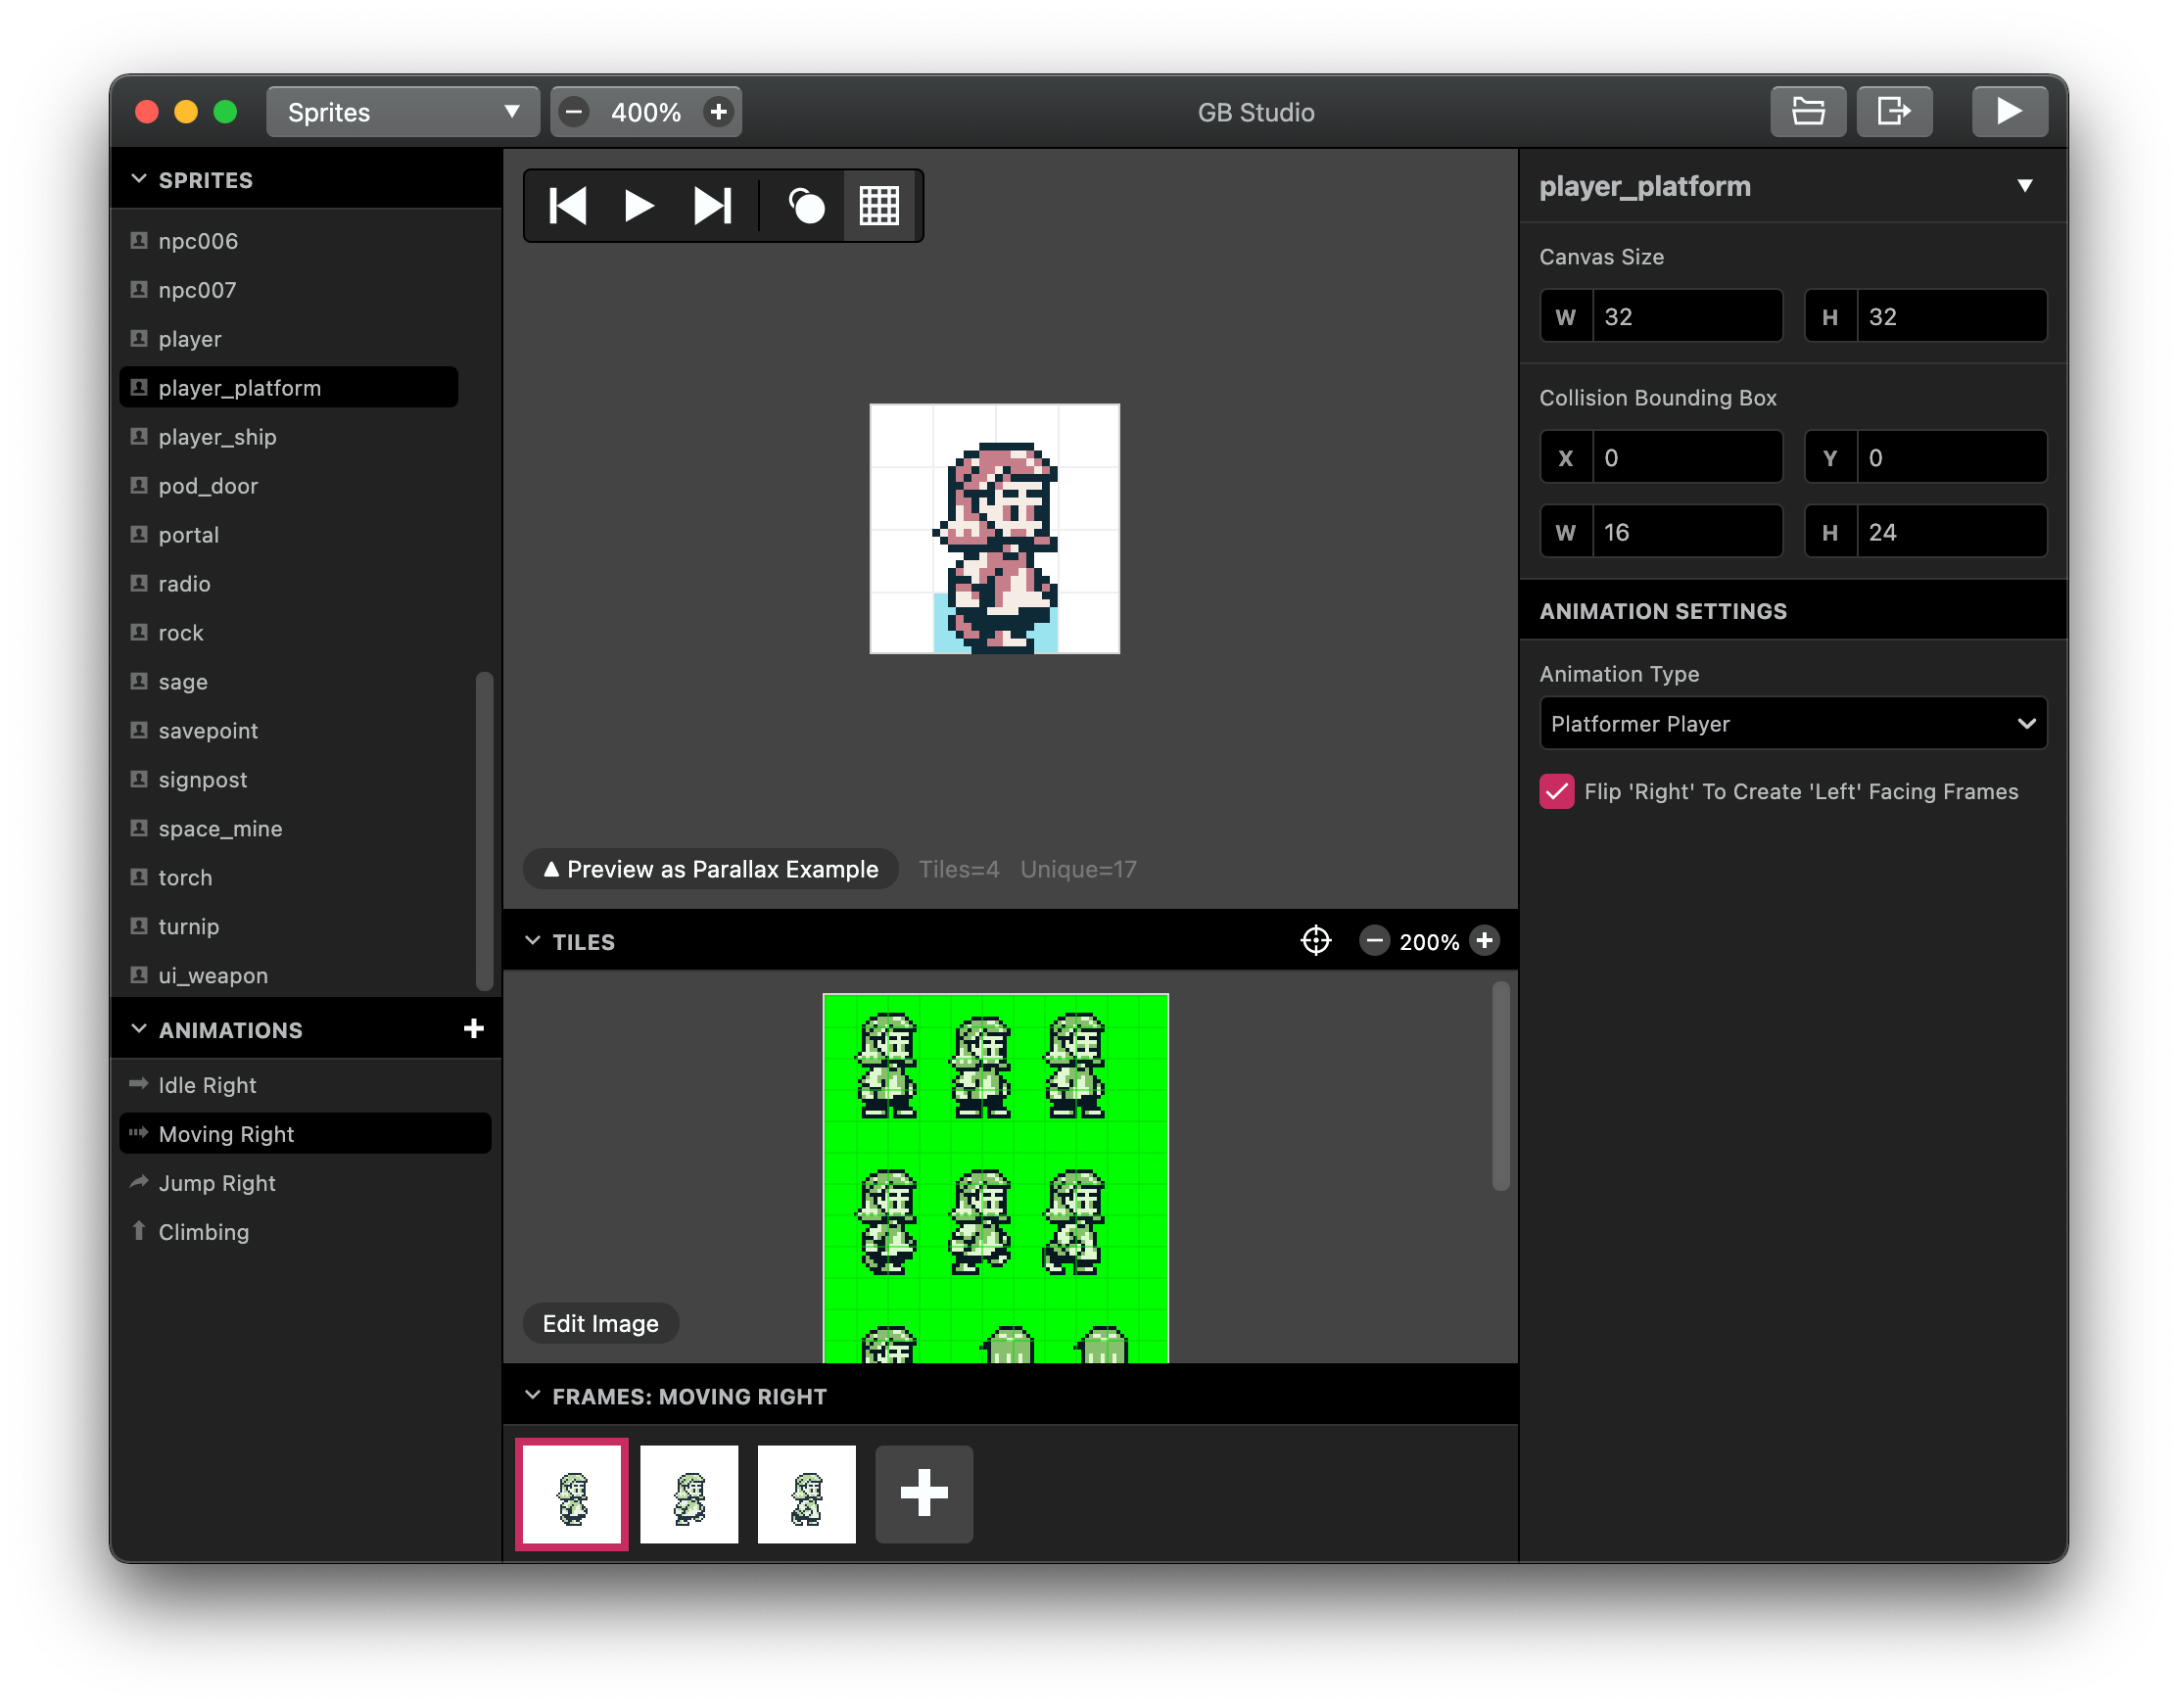 Sprites
400%
GB Studio
SPRITES
npc006
npc007
player
player_platform
player_ship
pod_door
portal
radio
rock
sage
savepoint
signpost
space_mine
torch
turnip
ui_weapon
ANIMATIONS
Idle Right
Moving Right
Jump Right
Climbing
Preview as Parallax Example Tiles=4 Unique=17
TILES
200%
Edit Image
FRAMES: MOVING RIGHT
player_platform
Canvas Size
W 32 H 32
Collision Bounding Box
X 0 Y 0
W 16 H 24
ANIMATION SETTINGS
Animation Type
Platformer Player
Flip 'Right' To Create 'Left' Facing Frames